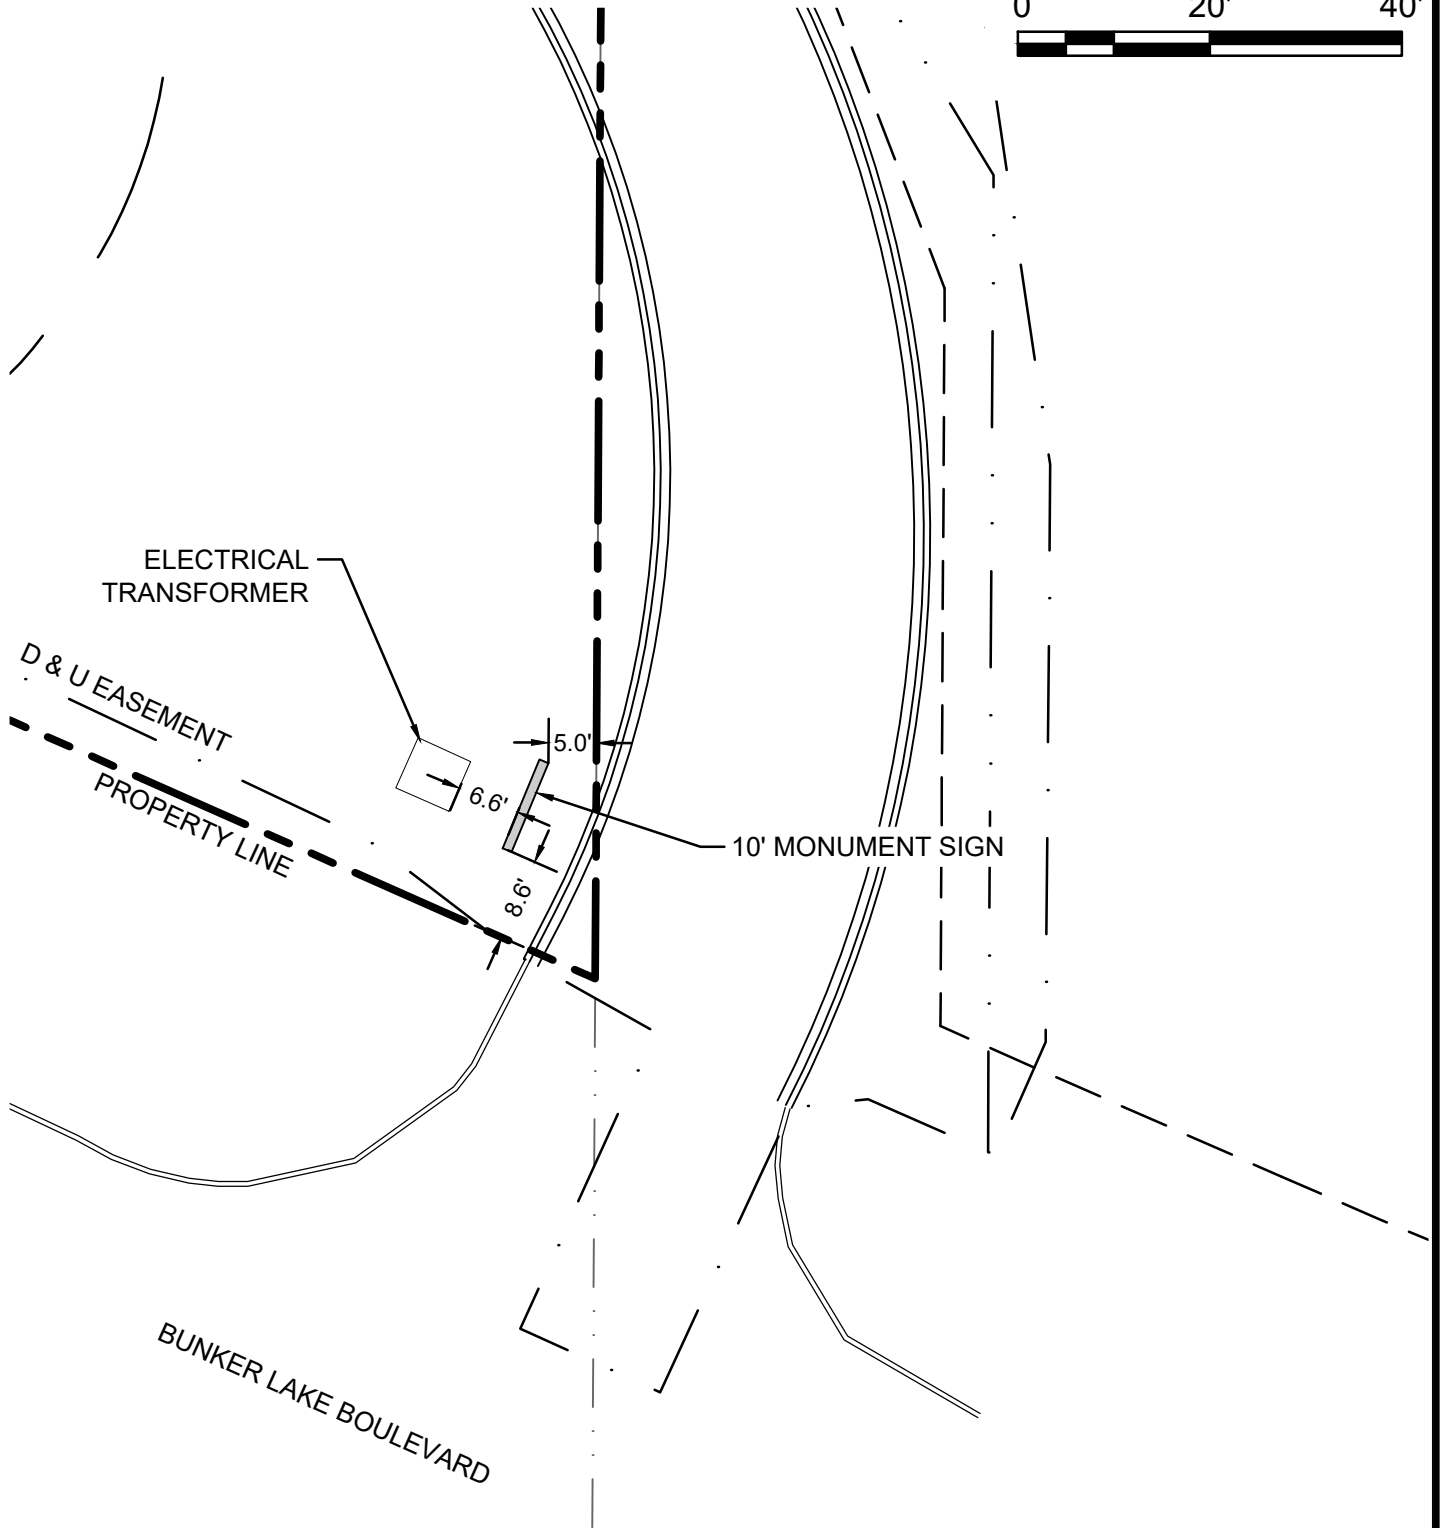 0 20' 40'
ELECTRICAL
TRANSFORMER
D & U EASEMENT
PROPERTY LINE
5.0'
6.6'
10' MONUMENT SIGN
8.6'
BUNKER LAKE BOULEVARD